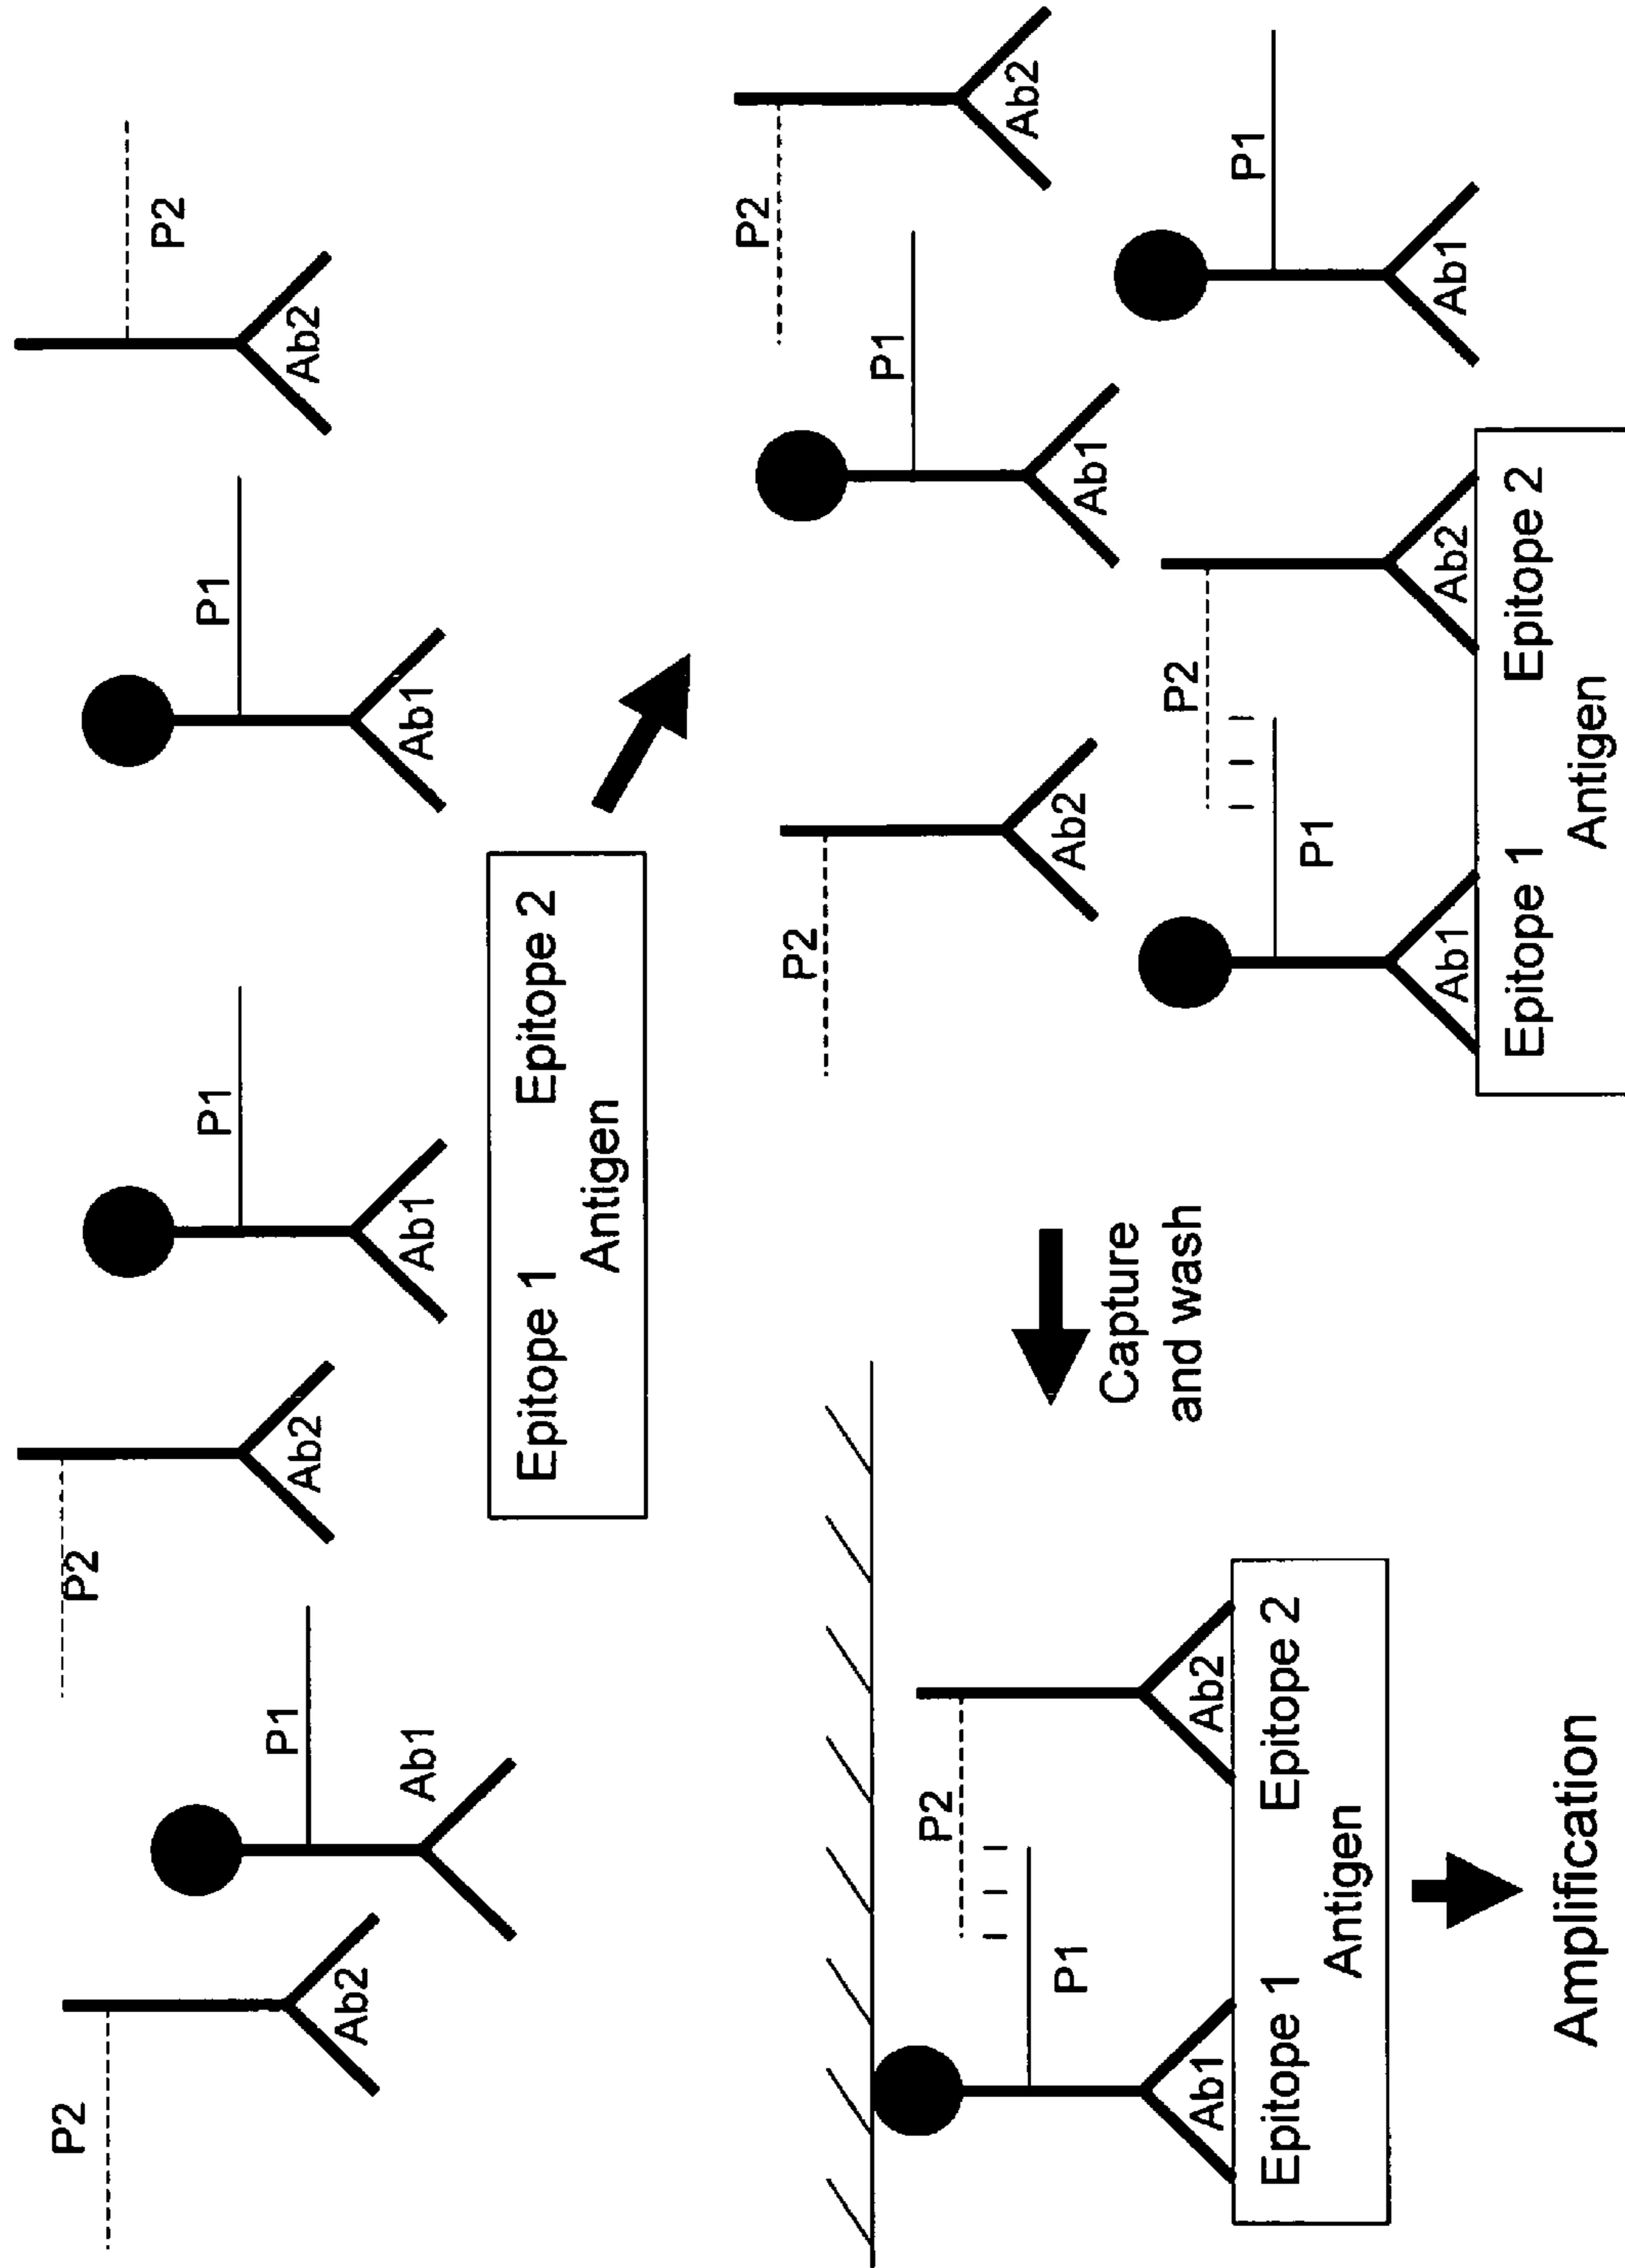 P2
Ab2
P1
Ab1
P2
Ab2
P1
Ab1
P1
Ab1
P2
Ab2
Epitope 1 Epitope 2
Antigen
P2
Ab2
P1
Ab1
P2
Ab2
P2
P1
Ab1
Ab2
P1
Ab1
Epitope 1 Epitope 2
Antigen
Capture
and wash
P2
P1
Ab1
Ab2
Epitope 1 Epitope 2
Antigen
Amplification